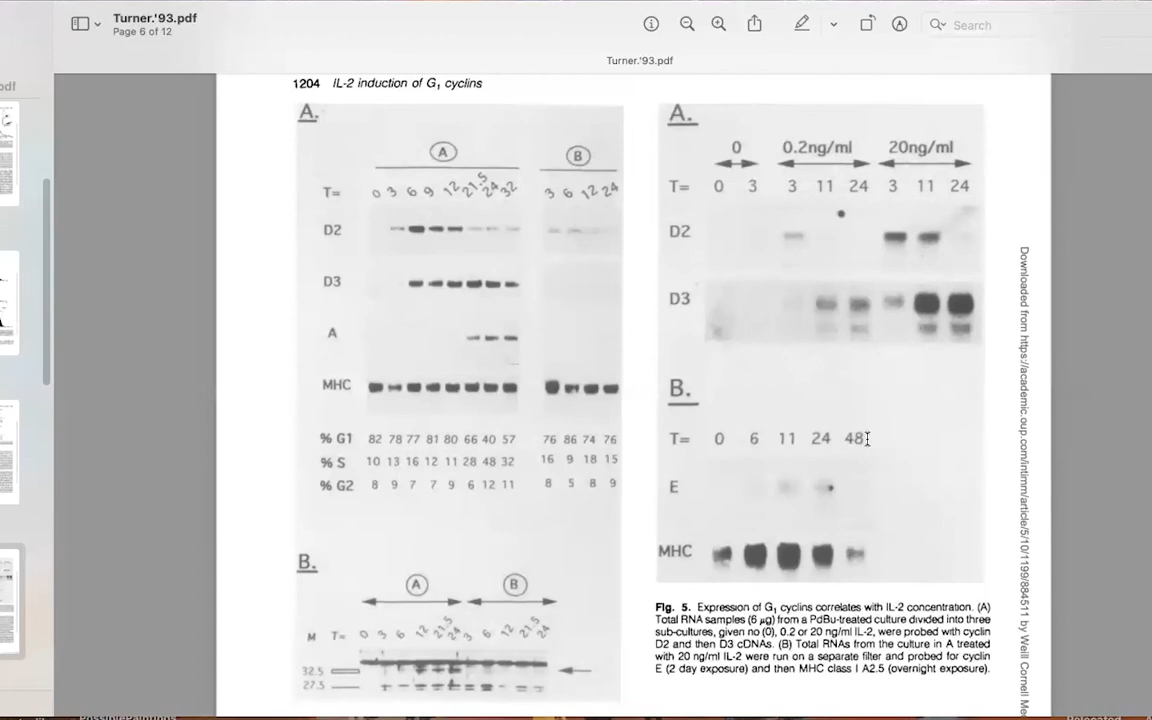 Turner.'93.pdf
Page 6 of 12
Search
Turner.'93.pdf
pdf
1204 IL-2 induction of G₁ cyclins
A.
A
B
T= 0 3 6 9 12 21.5 24 32 3 6 12 24
D2
D3
A
MHC
% G1 82 78 77 81 80 66 40 57 76 86 74 76
% S 10 13 16 12 11 28 48 32 16 9 18 15
% G2 8 9 7 7 9 6 12 11 8 5 8 9
B.
A
B
M T= 0 3 6 12 21.5 24 3 6 12 21.5 24
32.5
27.5
A.
0 0.2ng/ml 20ng/ml
T= 0 3 3 11 24 3 11 24
D2
D3
B.
T= 0 6 11 24 48
E
MHC
Fig. 5. Expression of G₁ cyclins correlates with IL-2 concentration. (A)
Total RNA samples (6 μg) from a PdBu-treated culture divided into three
sub-cultures, given no (0), 0.2 or 20 ng/ml IL-2, were probed with cyclin
D2 and then D3 cDNAs. (B) Total RNAs from the culture in A treated
with 20 ng/ml IL-2 were run on a separate filter and probed for cyclin
E (2 day exposure) and then MHC class I A2.5 (overnight exposure).
Downloaded from https://academic.oup.com/intimm/article/5/10/1199/884511 by Weill Cornell Me